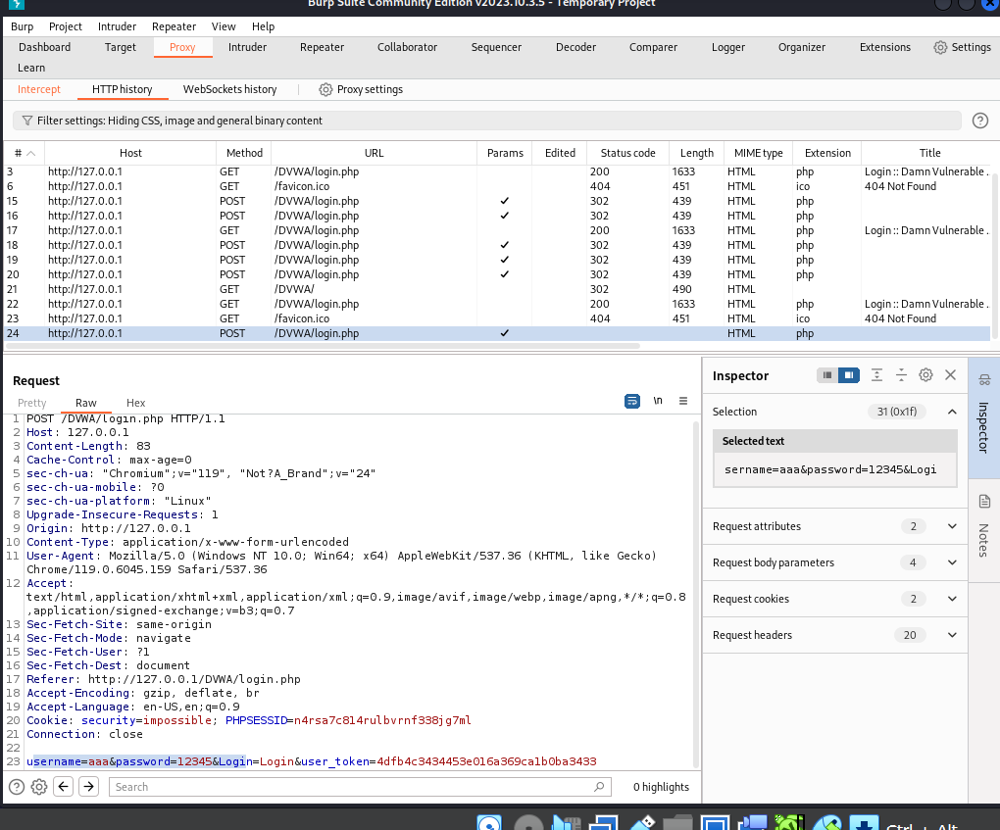 Burp Suite Community Edition v2023.10.3.5 - Temporary Project
Burp Project Intruder Repeater View Help
Dashboard Target Proxy Intruder Repeater Collaborator Sequencer Decoder Comparer Logger Organizer Extensions Settings
Learn
Intercept HTTP history WebSockets history Proxy settings
Filter settings: Hiding CSS, image and general binary content
# Host Method URL Params Edited Status code Length MIME type Extension Title
3 http://127.0.0.1 GET /DVWA/login.php 200 1633 HTML php Login :: Damn Vulnerable .
6 http://127.0.0.1 GET /favicon.ico 404 451 HTML ico 404 Not Found
15 http://127.0.0.1 POST /DVWA/login.php ✓ 302 439 HTML php
16 http://127.0.0.1 POST /DVWA/login.php ✓ 302 439 HTML php
17 http://127.0.0.1 GET /DVWA/login.php 200 1633 HTML php Login :: Damn Vulnerable .
18 http://127.0.0.1 POST /DVWA/login.php ✓ 302 439 HTML php
19 http://127.0.0.1 POST /DVWA/login.php ✓ 302 439 HTML php
20 http://127.0.0.1 POST /DVWA/login.php ✓ 302 439 HTML php
21 http://127.0.0.1 GET /DVWA/ 302 490 HTML
22 http://127.0.0.1 GET /DVWA/login.php 200 1633 HTML php Login :: Damn Vulnerable .
23 http://127.0.0.1 GET /favicon.ico 404 451 HTML ico 404 Not Found
24 http://127.0.0.1 POST /DVWA/login.php ✓ HTML php
Request
Pretty Raw Hex
\n
1 POST /DVWA/login.php HTTP/1.1
2 Host: 127.0.0.1
3 Content-Length: 83
4 Cache-Control: max-age=0
5 sec-ch-ua: "Chromium";v="119", "Not?A_Brand";v="24"
6 sec-ch-ua-mobile: ?0
7 sec-ch-ua-platform: "Linux"
8 Upgrade-Insecure-Requests: 1
9 Origin: http://127.0.0.1
10 Content-Type: application/x-www-form-urlencoded
11 User-Agent: Mozilla/5.0 (Windows NT 10.0; Win64; x64) AppleWebKit/537.36 (KHTML, like Gecko)
Chrome/119.0.6045.159 Safari/537.36
12 Accept:
text/html,application/xhtml+xml,application/xml;q=0.9,image/avif,image/webp,image/apng,*/*;q=0.8
,application/signed-exchange;v=b3;q=0.7
13 Sec-Fetch-Site: same-origin
14 Sec-Fetch-Mode: navigate
15 Sec-Fetch-User: ?1
16 Sec-Fetch-Dest: document
17 Referer: http://127.0.0.1/DVWA/login.php
18 Accept-Encoding: gzip, deflate, br
19 Accept-Language: en-US,en;q=0.9
20 Cookie: security=impossible; PHPSESSID=n4rsa7c814rulbvrnf338jg7ml
21 Connection: close
22
23 username=aaa&password=12345&Login=Login&user_token=4dfb4c3434453e016a369ca1b0ba3433
Search
0 highlights
Inspector
Selection 31 (0x1f)
Selected text
sername=aaa&password=12345&Logi
Request attributes 2
Request body parameters 4
Request cookies 2
Request headers 20
Inspector
Notes
Ctrl + Alt